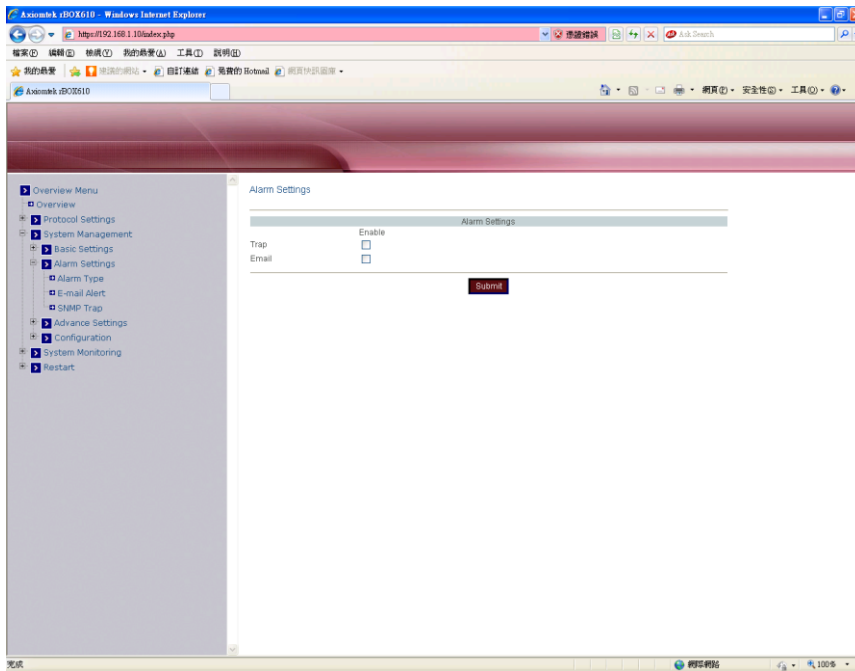 Axiomtek rBOX610 - Windows Internet Explorer
https://192.168.1.10/index.php
憑證錯誤
Ask Search
檔案(F) 編輯(E) 檢視(V) 我的最愛(A) 工具(T) 說明(H)
我的最愛 建議的網站 自訂連結 免費的 Hotmail 網頁快訊圖庫
Axiomtek rBOX610
網頁(P) 安全性(S) 工具(O)
Overview Menu
Overview
Protocol Settings
System Management
Basic Settings
Alarm Settings
Alarm Type
E-mail Alert
SNMP Trap
Advance Settings
Configuration
System Monitoring
Restart
Alarm Settings
Alarm Settings
Enable
Trap
Email
Submit
完成
網際網路
100%